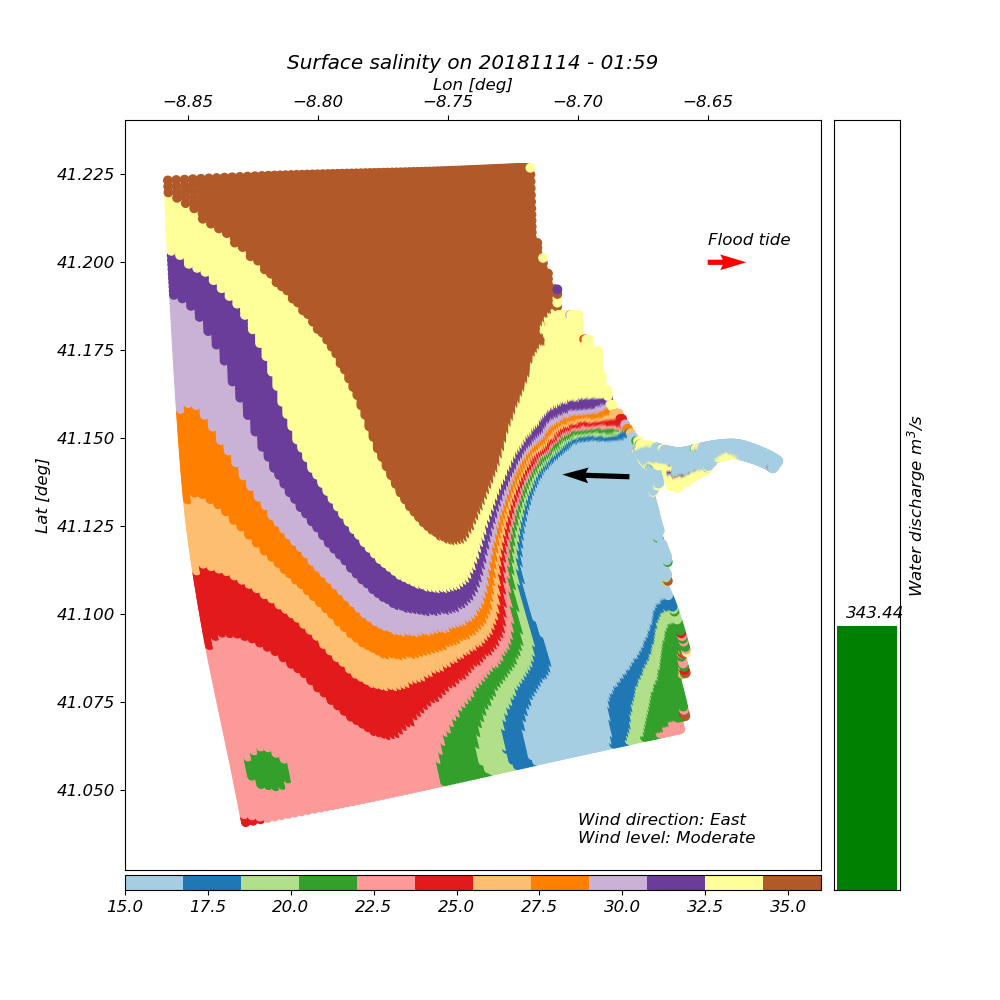 Surface salinity on 20181114 - 01:59
Lon [deg]
−8.85 −8.80 −8.75 −8.70 −8.65
41.225
41.200
41.175
41.150
41.125
41.100
41.075
41.050
Lat [deg]
Flood tide
Wind direction: East
Wind level: Moderate
15.0 17.5 20.0 22.5 25.0 27.5 30.0 32.5 35.0
343.44
Water discharge m³/s